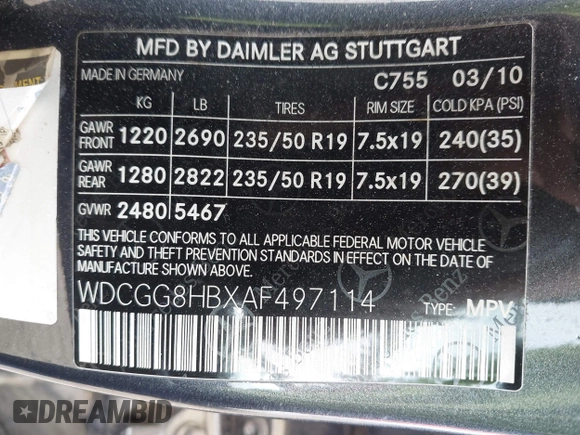 MFD BY DAIMLER AG STUTTGART
MADE IN GERMANY C755 03/10
KG LB TIRES RIM SIZE COLD KPA (PSI)
GAWR FRONT 1220 2690 235/50 R19 7.5x19 240(35)
GAWR REAR 1280 2822 235/50 R19 7.5x19 270(39)
GVWR 2480 5467
THIS VEHICLE CONFORMS TO ALL APPLICABLE FEDERAL MOTOR VEHICLE
SAFETY AND THEFT PREVENTION STANDARDS IN EFFECT ON THE DATE OF
MANUFACTURE SHOWN ABOVE.
WDCGG8HBXAF497114 TYPE: MPV
DREAMBID